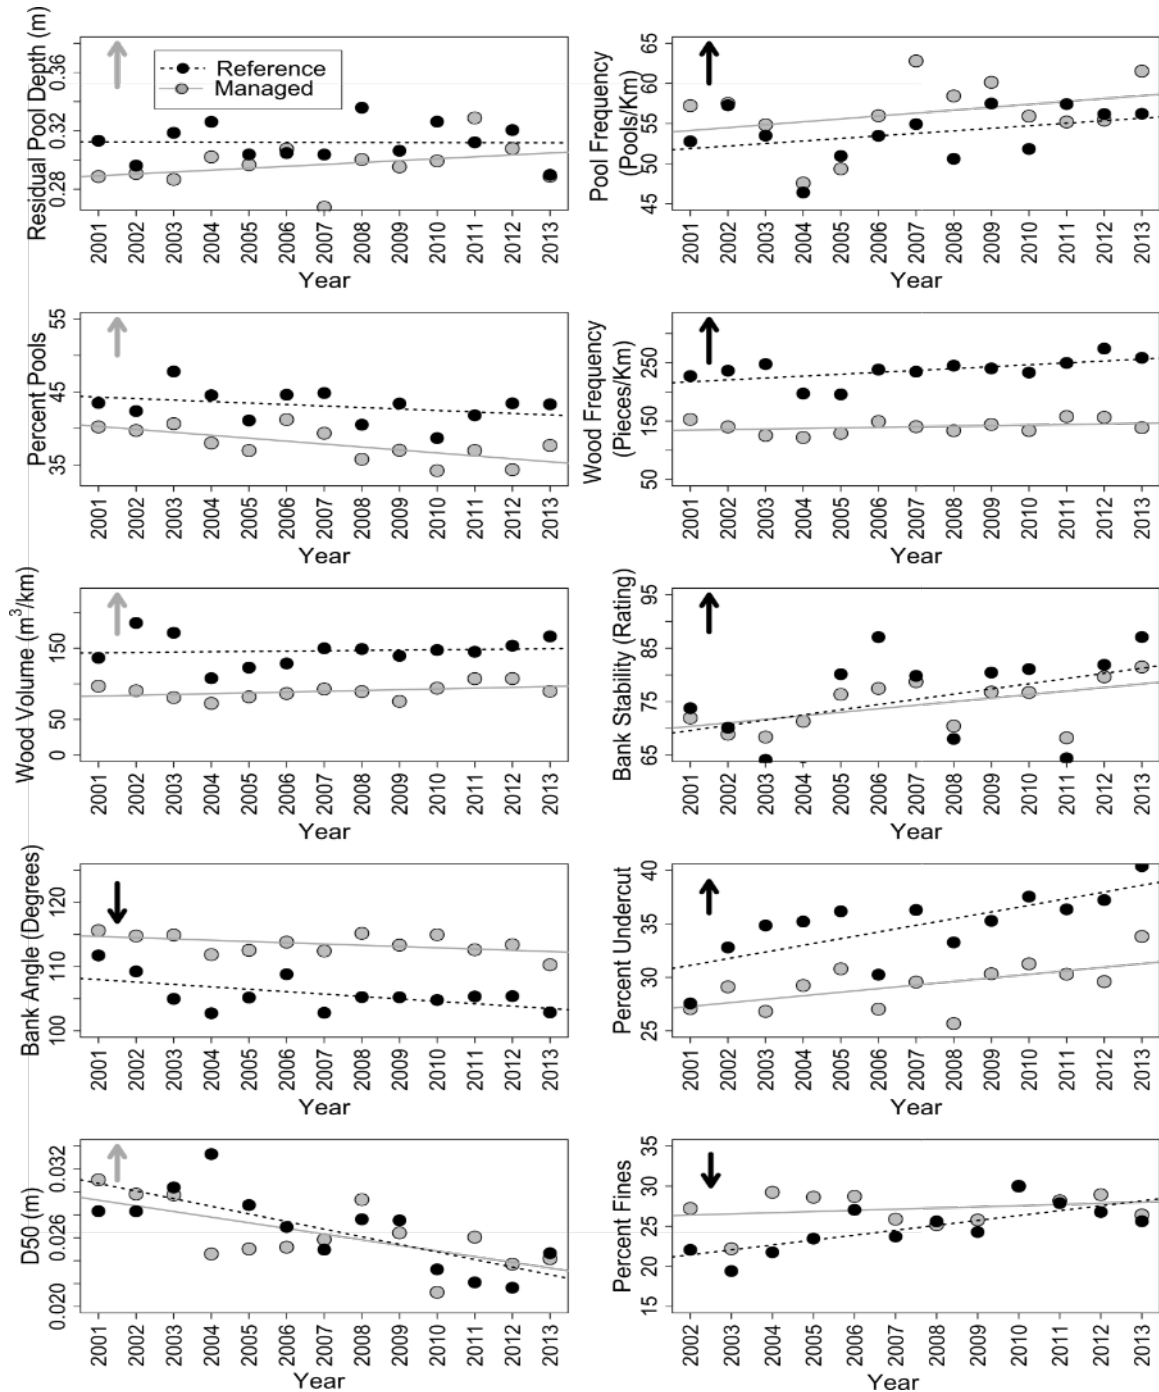 Residual Pool Depth (m)
0.36
0.32
0.28
Reference
Managed
2001 2002 2003 2004 2005 2006 2007 2008 2009 2010 2011 2012 2013
Year
Pool Frequency
(Pools/Km)
65
60
55
50
45
2001 2002 2003 2004 2005 2006 2007 2008 2009 2010 2011 2012 2013
Year
Percent Pools
55
45
35
2001 2002 2003 2004 2005 2006 2007 2008 2009 2010 2011 2012 2013
Year
Wood Frequency
(Pieces/Km)
250
150
50
2001 2002 2003 2004 2005 2006 2007 2008 2009 2010 2011 2012 2013
Year
Wood Volume (m³/km)
150
50
0
2001 2002 2003 2004 2005 2006 2007 2008 2009 2010 2011 2012 2013
Year
Bank Stability (Rating)
95
85
75
65
2001 2002 2003 2004 2005 2006 2007 2008 2009 2010 2011 2012 2013
Year
Bank Angle (Degrees)
120
110
100
2001 2002 2003 2004 2005 2006 2007 2008 2009 2010 2011 2012 2013
Year
Percent Undercut
40
35
30
25
2001 2002 2003 2004 2005 2006 2007 2008 2009 2010 2011 2012 2013
Year
D50 (m)
0.032
0.026
0.020
2001 2002 2003 2004 2005 2006 2007 2008 2009 2010 2011 2012 2013
Year
Percent Fines
35
30
25
20
15
2002 2003 2004 2005 2006 2007 2008 2009 2010 2011 2012 2013
Year